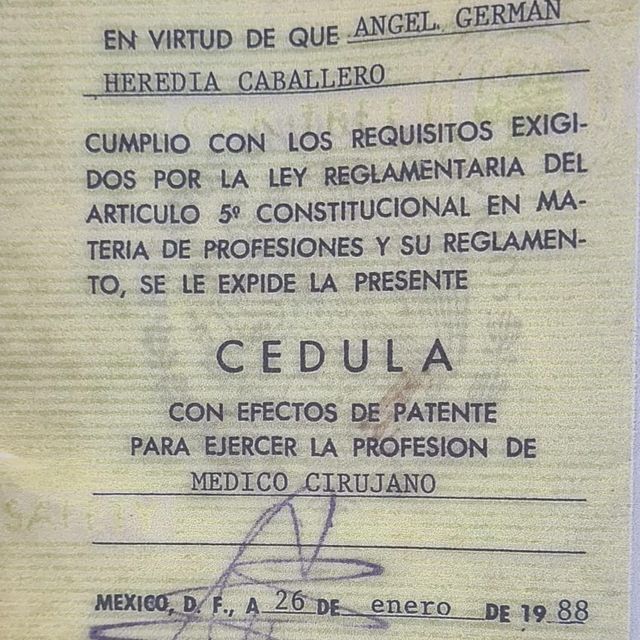 EN VIRTUD DE QUE ANGEL. GERMAN
HEREDIA CABALLERO
CUMPLIO CON LOS REQUISITOS EXIGI-
DOS POR LA LEY REGLAMENTARIA DEL
ARTICULO 5º CONSTITUCIONAL EN MA-
TERIA DE PROFESIONES Y SU REGLAMEN-
TO, SE LE EXPIDE LA PRESENTE
CEDULA
CON EFECTOS DE PATENTE
PARA EJERCER LA PROFESION DE
MEDICO CIRUJANO
MEXICO, D. F., A 26 DE enero DE 1988